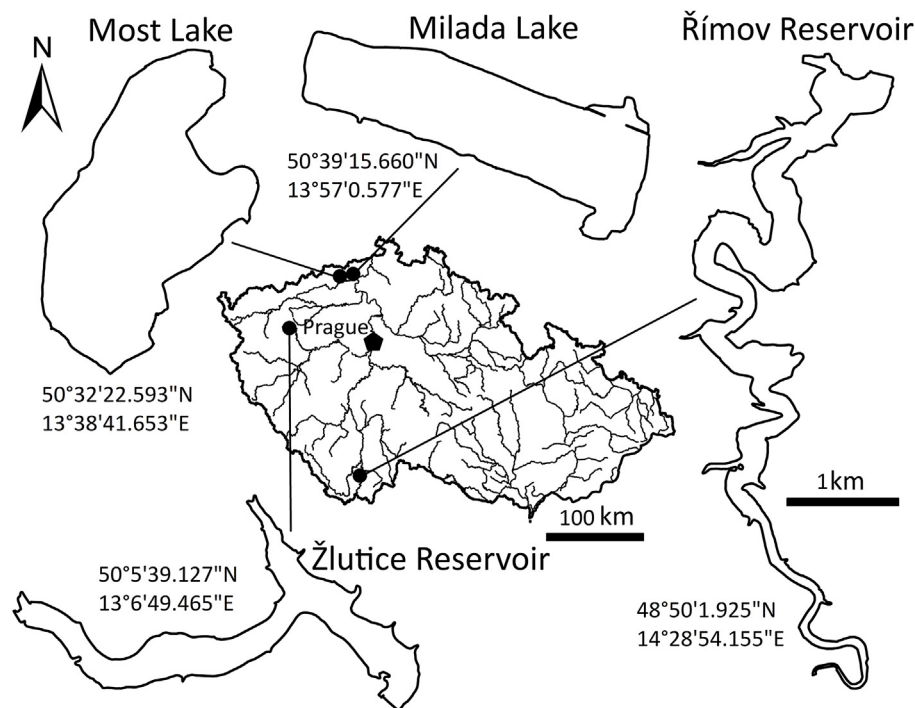 Most Lake
Milada Lake
Římov Reservoir
N
50°39'15.660"N
13°57'0.577"E
Prague
50°32'22.593"N
13°38'41.653"E
1km
100 km
Žlutice Reservoir
50°5'39.127"N
13°6'49.465"E
48°50'1.925"N
14°28'54.155"E